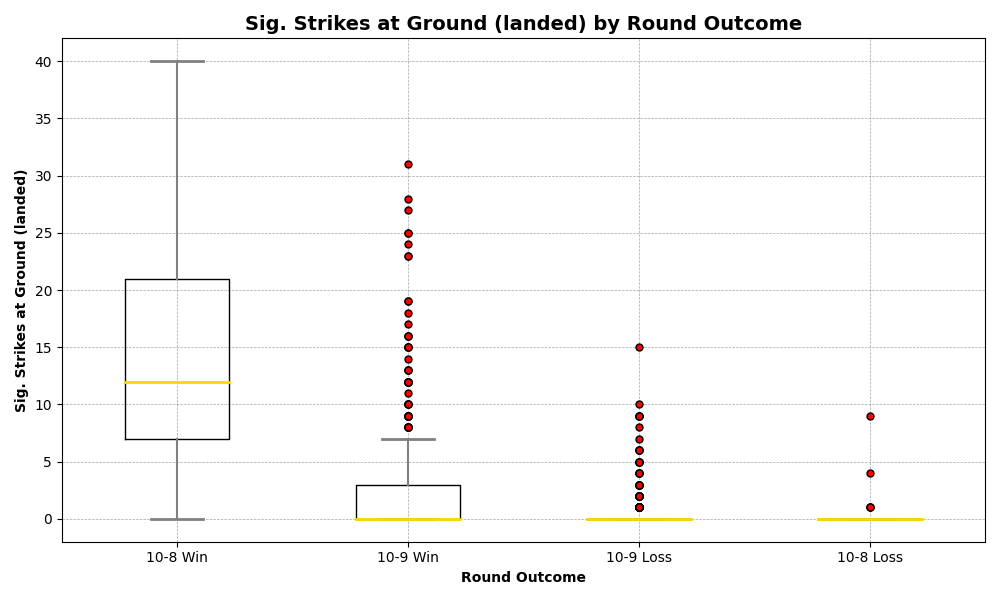 Sig. Strikes at Ground (landed) by Round Outcome
Sig. Strikes at Ground (landed)
40
35
30
25
20
15
10
5
0
10-8 Win
10-9 Win
10-9 Loss
10-8 Loss
Round Outcome